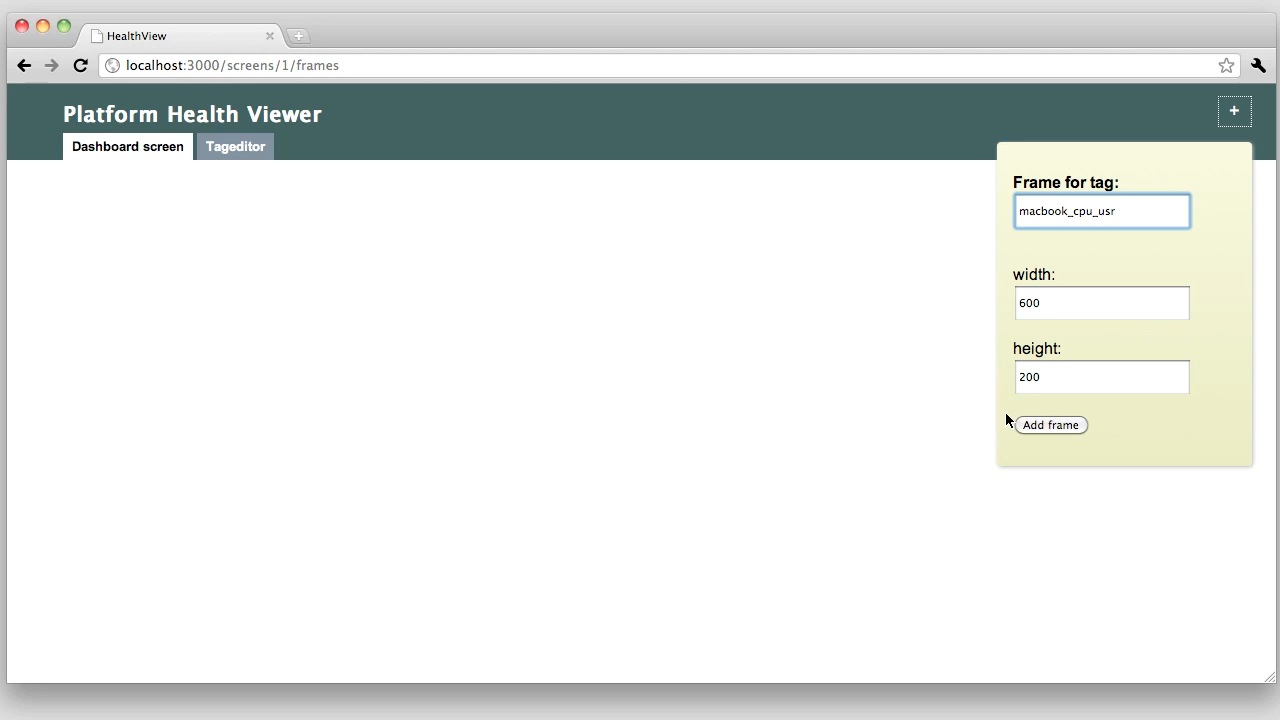 HealthView
localhost:3000/screens/1/frames
Platform Health Viewer
+
Dashboard screen
Tageditor
Frame for tag:
macbook_cpu_usr
width:
600
height:
200
Add frame